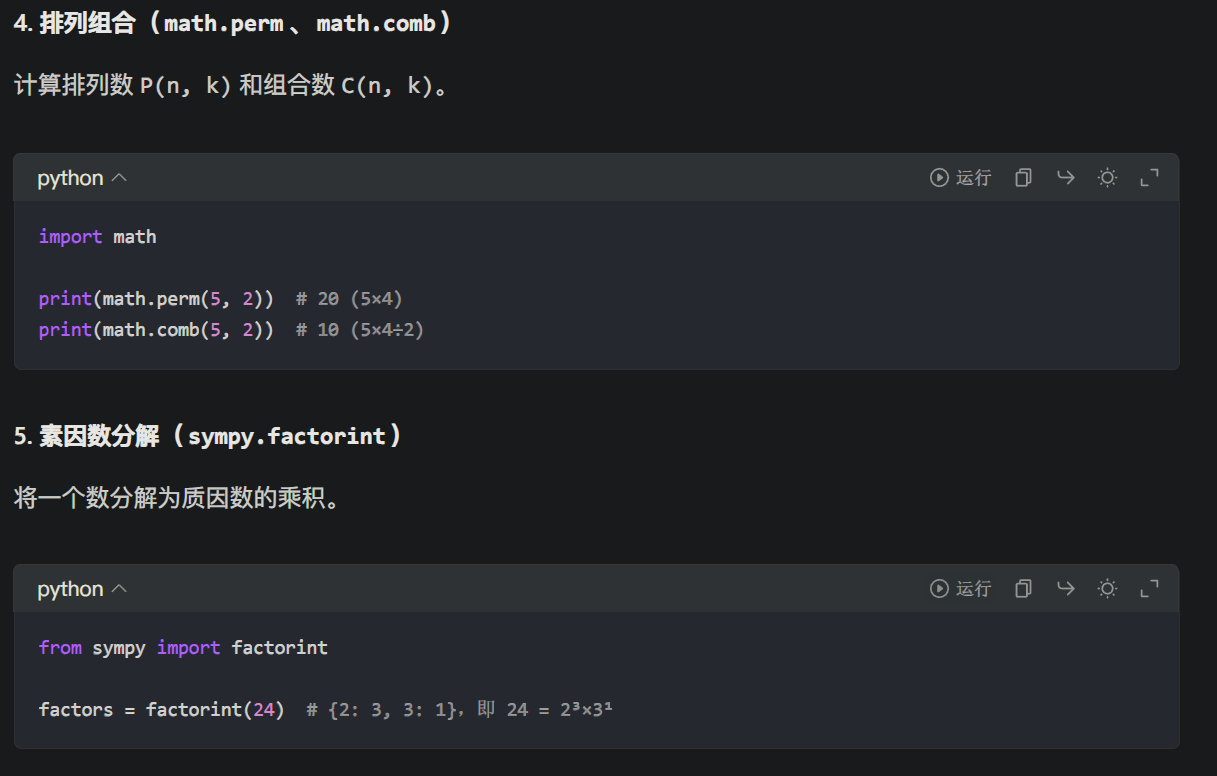 4. 排列组合（math.perm、math.comb）
计算排列数 P(n, k) 和组合数 C(n, k)。
python
运行
import math
print(math.perm(5, 2))  # 20 (5×4)
print(math.comb(5, 2))  # 10 (5×4÷2)
5. 素因数分解（sympy.factorint）
将一个数分解为质因数的乘积。
python
运行
from sympy import factorint
factors = factorint(24)  # {2: 3, 3: 1}，即 24 = 2³×3¹